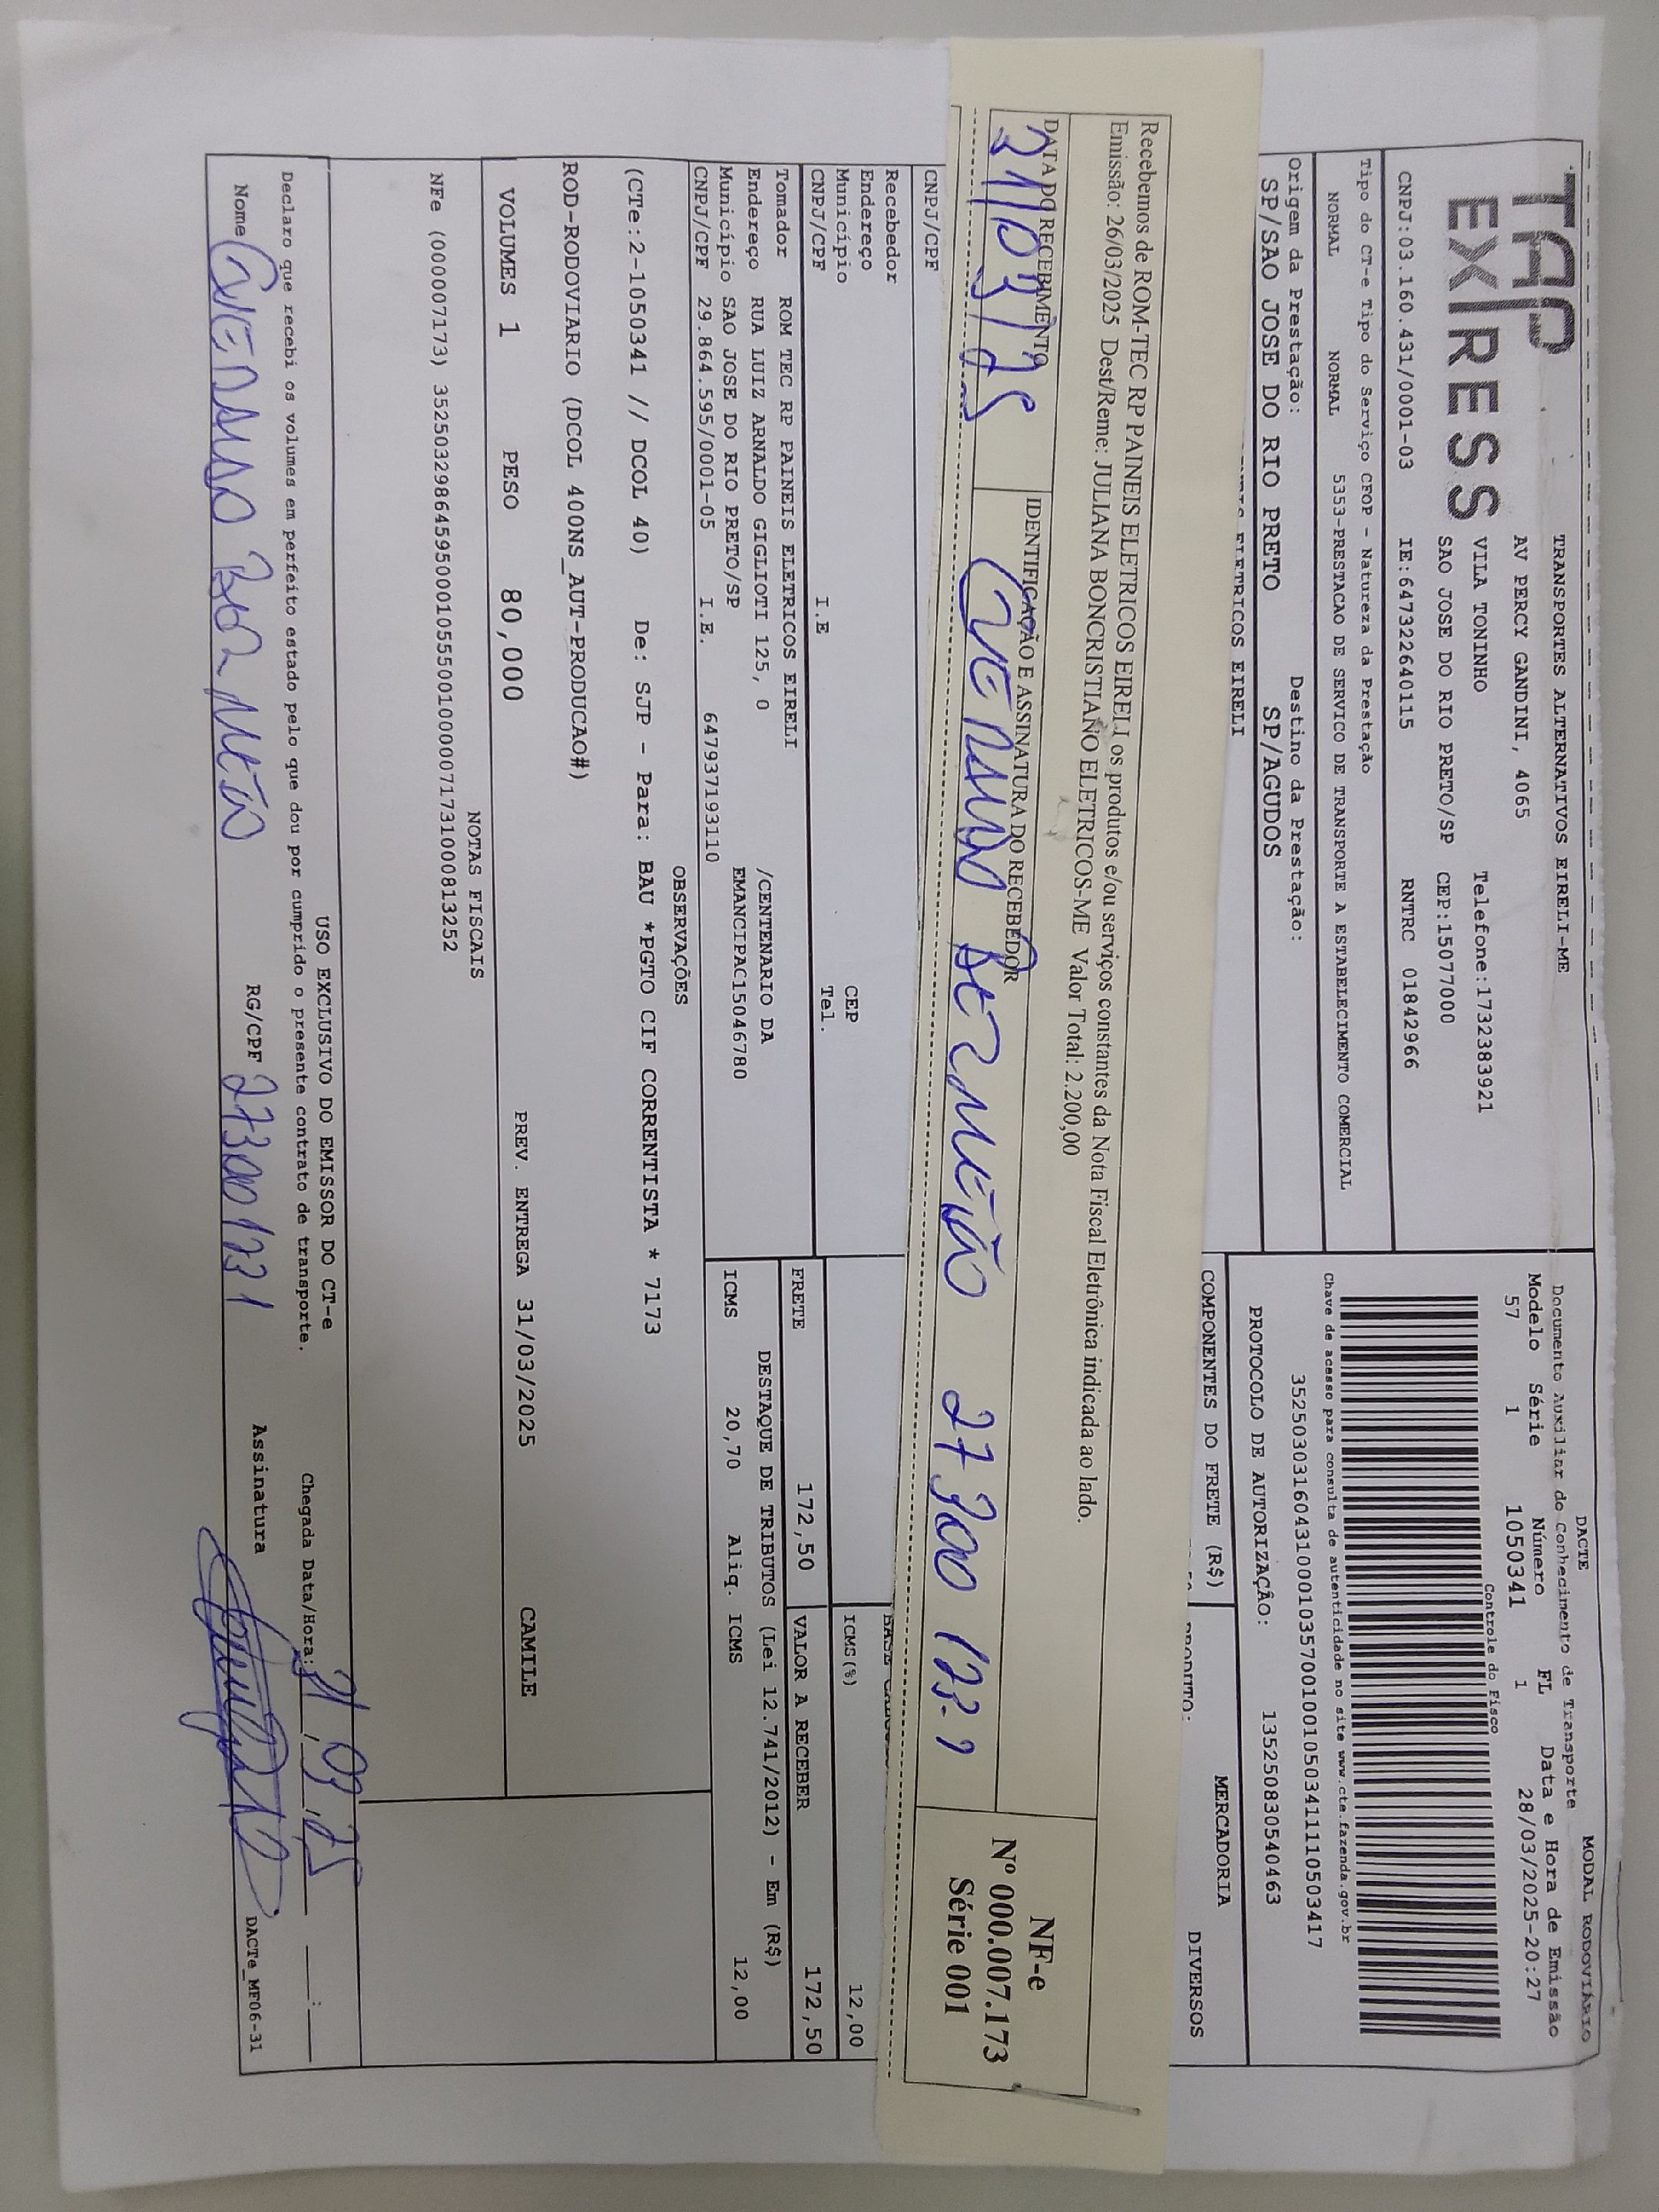 TAP
EXPRESS
TRANSPORTES ALTERNATIVOS EIRELI-ME
AV PERCY GANDINI, 4065
VILA TONINHO Telefone:1732383921
SAO JOSE DO RIO PRETO/SP CEP:15077000
CNPJ:03.160.431/0001-03 IE:647322640115 RNTRC 01842966
DACTE MODAL RODOVIÁRIO
Documento Auxiliar do Conhecimento de Transporte
Modelo Série Número FL Data e Hora de Emissão
57 1 1050341 1 28/03/2025-20:27
Controle do Fisco
Chave de acesso para consulta de autenticidade no site www.cte.fazenda.gov.br
35250303160431000103570010010503411110503417
PROTOCOLO DE AUTORIZAÇÃO: 135250830540463
Tipo do CT-e Tipo do Serviço CFOP - Natureza da Prestação
NORMAL NORMAL 5353-PRESTACAO DE SERVICO DE TRANSPORTE A ESTABELECIMENTO COMERCIAL
Origem da Prestação: Destino da Prestação:
SP/SAO JOSE DO RIO PRETO SP/AGUDOS
ELETRICOS EIRELI
COMPONENTES DO FRETE (R$) MERCADORIA
PRODUTO: DIVERSOS
Recebemos de ROM-TEC RP PAINEIS ELETRICOS EIRELI os produtos e/ou serviços constantes da Nota Fiscal Eletrônica indicada ao lado.
Emissão: 26/03/2025 Dest/Reme: JULIANA BONCRISTIANO ELETRICOS-ME Valor Total: 2.200,00
DATA DO RECEBIMENTO IDENTIFICAÇÃO E ASSINATURA DO RECEBEDOR
NF-e
Nº 000.007.173
Série 001
CNPJ/CPF
Recebedor
Endereço
Município CEP
CNPJ/CPF I.E Tel.
ICMS(%) 12,00
FRETE 172,50 VALOR A RECEBER 172,50
Tomador ROM TEC RP PAINEIS ELETRICOS EIRELI
Endereço RUA LUIZ ARNALDO GIGLIOTI 125, 0 /CENTENARIO DA
Município SAO JOSE DO RIO PRETO/SP EMANCIPAC15046780
CNPJ/CPF 29.864.595/0001-05 I.E. 647937193110
DESTAQUE DE TRIBUTOS (Lei 12.741/2012) - Em (R$)
ICMS 20,70 Aliq. ICMS 12,00
OBSERVAÇÕES
(CTe:2-1050341 // DCOL 40) De: SJP - Para: BAU *PGTO CIF CORRENTISTA * 7173
ROD-RODOVIARIO (DCOL 400NS_AUT-PRODUCAO#)
VOLUMES 1 PESO 80,000 PREV. ENTREGA 31/03/2025 CAMILE
NOTAS FISCAIS
NFe (000007173) 35250329864595000105550010000071731000813252
USO EXCLUSIVO DO EMISSOR DO CT-e
Declaro que recebi os volumes em perfeito estado pelo que dou por cumprido o presente contrato de transporte. Chegada Data/Hora: 31/03/25 __:__
Nome RG/CPF Assinatura
DACTe_MF06-31